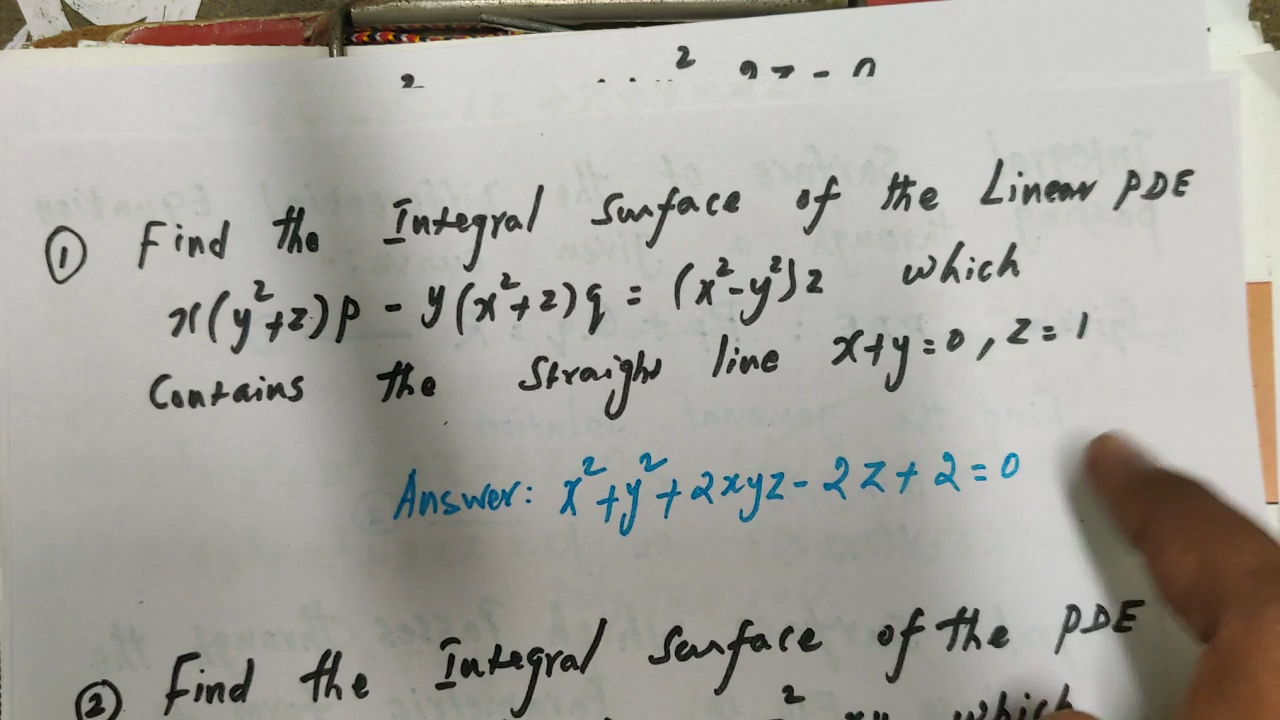 ① Find the Integral Surface of the Linear PDE
x(y²+z)p - y(x²+z)q = (x²-y²)z which
Contains the Straight line x+y=0, z=1
Answer: x²+y²+2xyz-2z+2=0
② Find the Integral Surface of the PDE
which